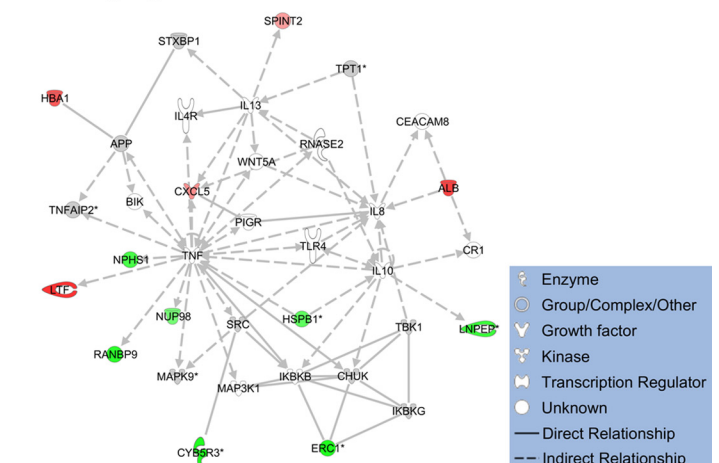 SPINT2
STXBP1
TPT1*
HBA1
IL13
IL4R
CEACAM8
APP
RNASE2
WNT5A
CXCL5
ALB
BIK
TNFAIP2*
IL8
PIGR
TLR4
CR1
TNF
NPHS1
IL10
LTF
NUP98
HSPB1*
SRC
TBK1
LNPEP*
RANBP9
MAPK9*
IKBKB
CHUK
MAP3K1
IKBKG
CYB5R3*
ERC1*
Enzyme
Group/Complex/Other
Growth factor
Kinase
Transcription Regulator
Unknown
Direct Relationship
Indirect Relationship